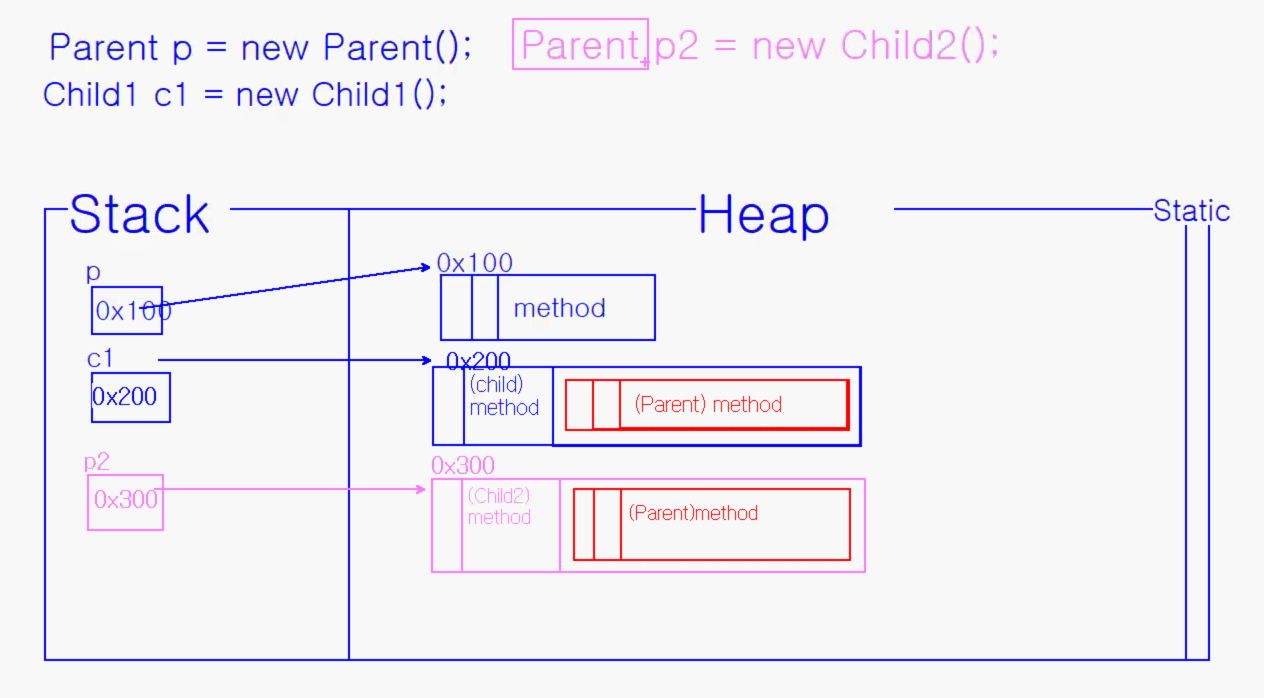 Parent p = new Parent();
Parent p2 = new Child2();
Child1 c1 = new Child1();
Stack
Heap
Static
p
0x100
0x100
method
c1
0x200
0x200
(child)
method
(Parent) method
p2
0x300
0x300
(Child2)
method
(Parent)method